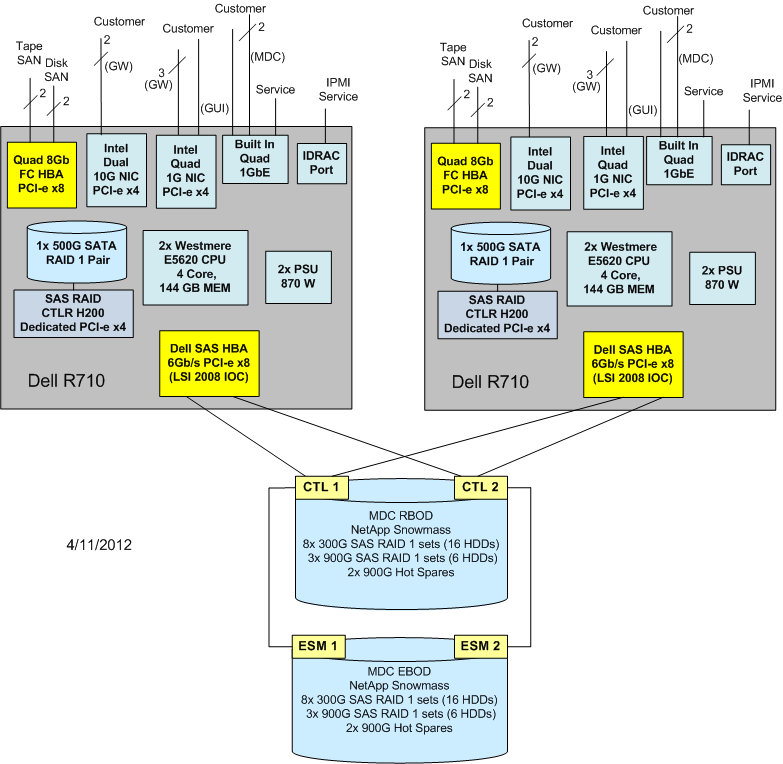 Customer
Customer
Customer
2
2
(MDC)
Tape
SAN
Disk
SAN
(GW)
3
(GW)
(GUI)
Service
IPMI
Service
2
2
Quad 8Gb
FC HBA
PCI-e x8
Intel
Dual
10G NIC
PCI-e x4
Intel
Quad
1G NIC
PCI-e x4
Built In
Quad
1GbE
IDRAC
Port
1x 500G SATA
RAID 1 Pair
SAS RAID
CTLR H200
Dedicated PCI-e x4
2x Westmere
E5620 CPU
4 Core,
144 GB MEM
2x PSU
870 W
Dell SAS HBA
6Gb/s PCI-e x8
(LSI 2008 IOC)
Dell R710
Customer
Customer
Customer
2
2
(MDC)
Tape
SAN
Disk
SAN
(GW)
3
(GW)
(GUI)
Service
IPMI
Service
2
2
Quad 8Gb
FC HBA
PCI-e x8
Intel
Dual
10G NIC
PCI-e x4
Intel
Quad
1G NIC
PCI-e x4
Built In
Quad
1GbE
IDRAC
Port
1x 500G SATA
RAID 1 Pair
SAS RAID
CTLR H200
Dedicated PCI-e x4
2x Westmere
E5620 CPU
4 Core,
144 GB MEM
2x PSU
870 W
Dell SAS HBA
6Gb/s PCI-e x8
(LSI 2008 IOC)
Dell R710
CTL 1
CTL 2
MDC RBOD
NetApp Snowmass
8x 300G SAS RAID 1 sets (16 HDDs)
3x 900G SAS RAID 1 sets (6 HDDs)
2x 900G Hot Spares
4/11/2012
ESM 1
ESM 2
MDC EBOD
NetApp Snowmass
8x 300G SAS RAID 1 sets (16 HDDs)
3x 900G SAS RAID 1 sets (6 HDDs)
2x 900G Hot Spares